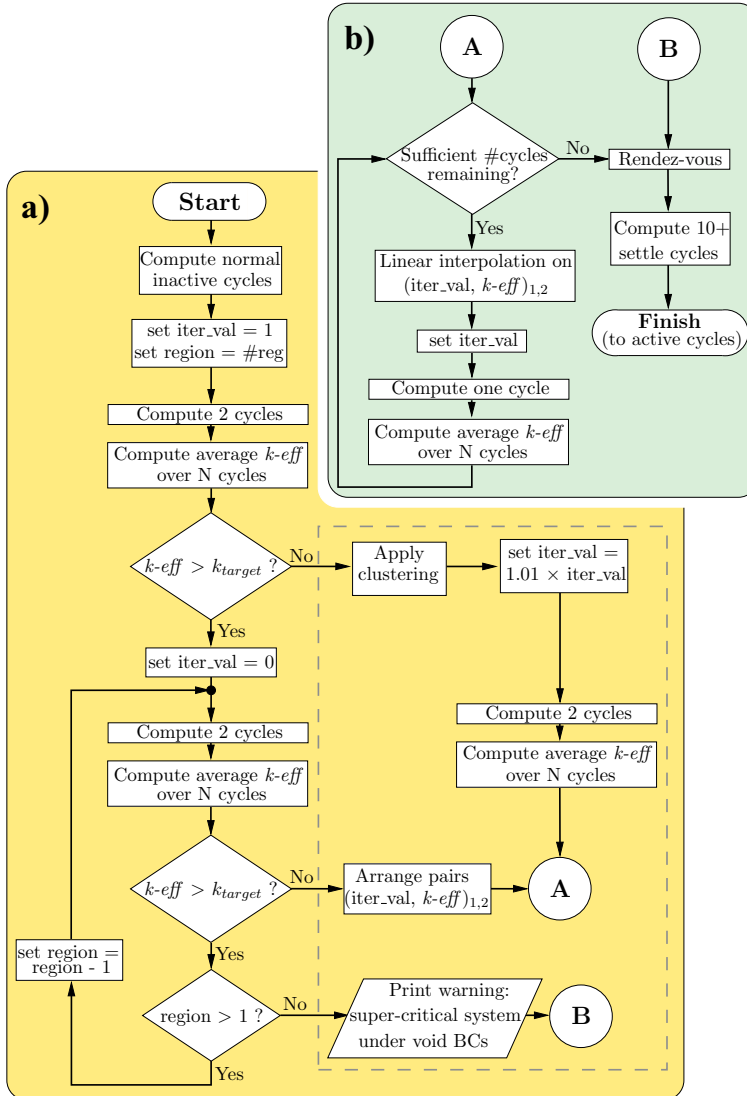 a)
Start
Compute normal
inactive cycles
set iter_val = 1
set region = #reg
Compute 2 cycles
Compute average k-eff
over N cycles
k-eff > k_target ?
No
Apply
clustering
set iter_val =
1.01 × iter_val
Yes
set iter_val = 0
Compute 2 cycles
Compute average k-eff
over N cycles
Compute 2 cycles
Compute average k-eff
over N cycles
k-eff > k_target ?
No
Arrange pairs
(iter_val, k-eff)_1,2
A
Yes
set region =
region - 1
region > 1 ?
No
Print warning:
super-critical system
under void BCs
B
Yes
b)
A
Sufficient #cycles
remaining?
No
Yes
Linear interpolation on
(iter_val, k-eff)_1,2
set iter_val
Compute one cycle
Compute average k-eff
over N cycles
B
Rendez-vous
Compute 10+
settle cycles
Finish
(to active cycles)